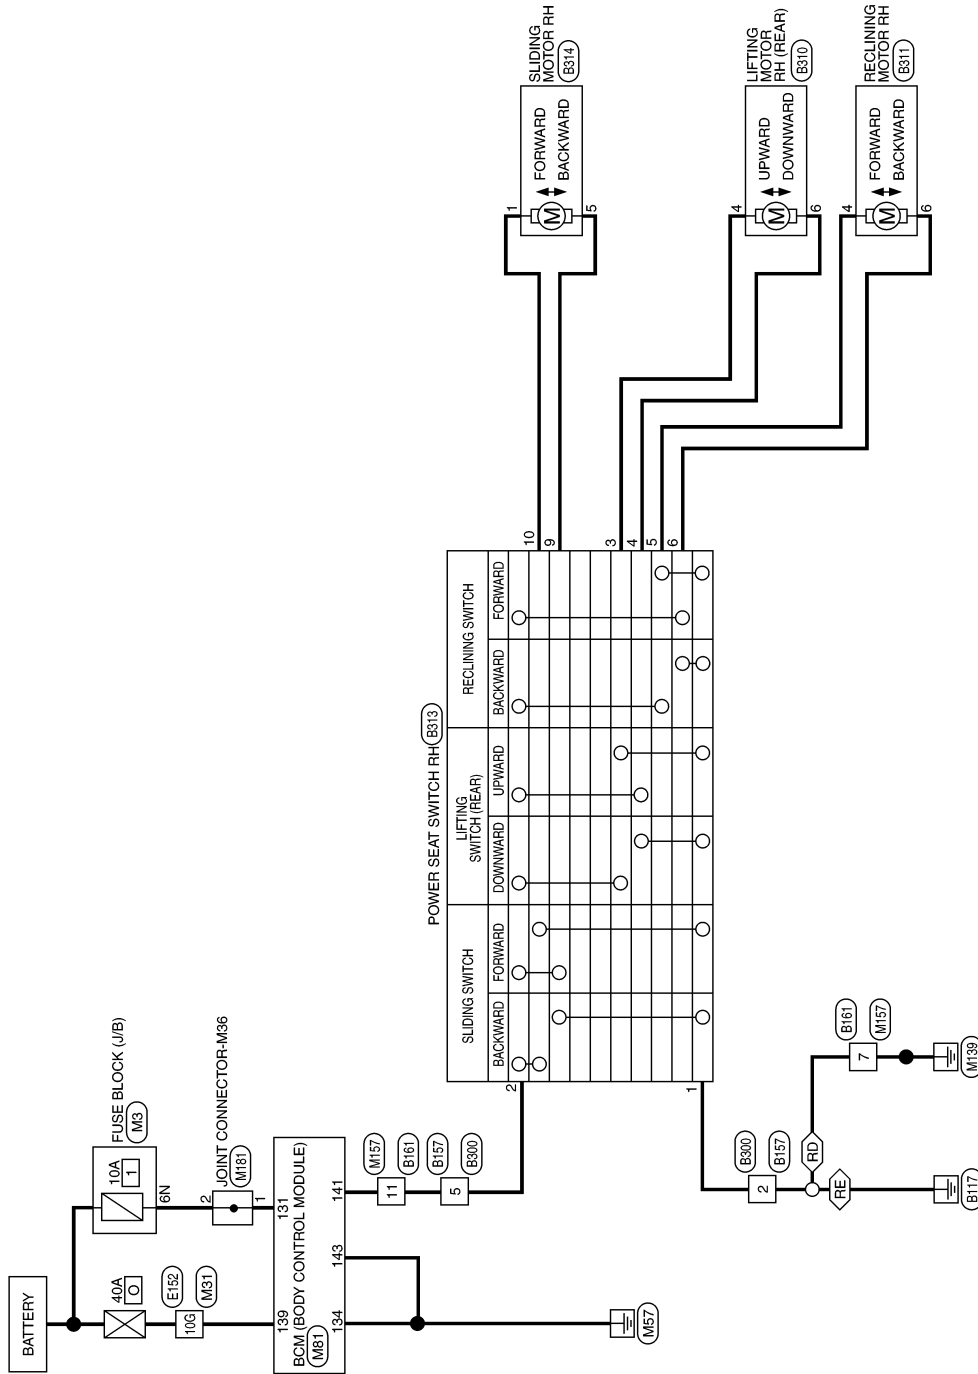 BATTERY
40A
O
E152
10G
M31
139
10A
1
FUSE BLOCK (J/B)
M3
6N
2
JOINT CONNECTOR-M36
M181
1
131
BCM (BODY CONTROL MODULE)
M81
134
143
141
M57
11
M157
B161
5
B157
B300
2
POWER SEAT SWITCH RH
B313
SLIDING SWITCH
LIFTING
SWITCH (REAR)
RECLINING SWITCH
BACKWARD
FORWARD
DOWNWARD
UPWARD
BACKWARD
FORWARD
10
9
3
4
5
6
1
2
B300
B157
RE
RD
7
B161
M157
B117
M139
1
5
M
FORWARD
BACKWARD
SLIDING
MOTOR RH
B314
4
6
M
UPWARD
DOWNWARD
LIFTING
MOTOR
RH (REAR)
B310
4
6
M
FORWARD
BACKWARD
RECLINING
MOTOR RH
B311